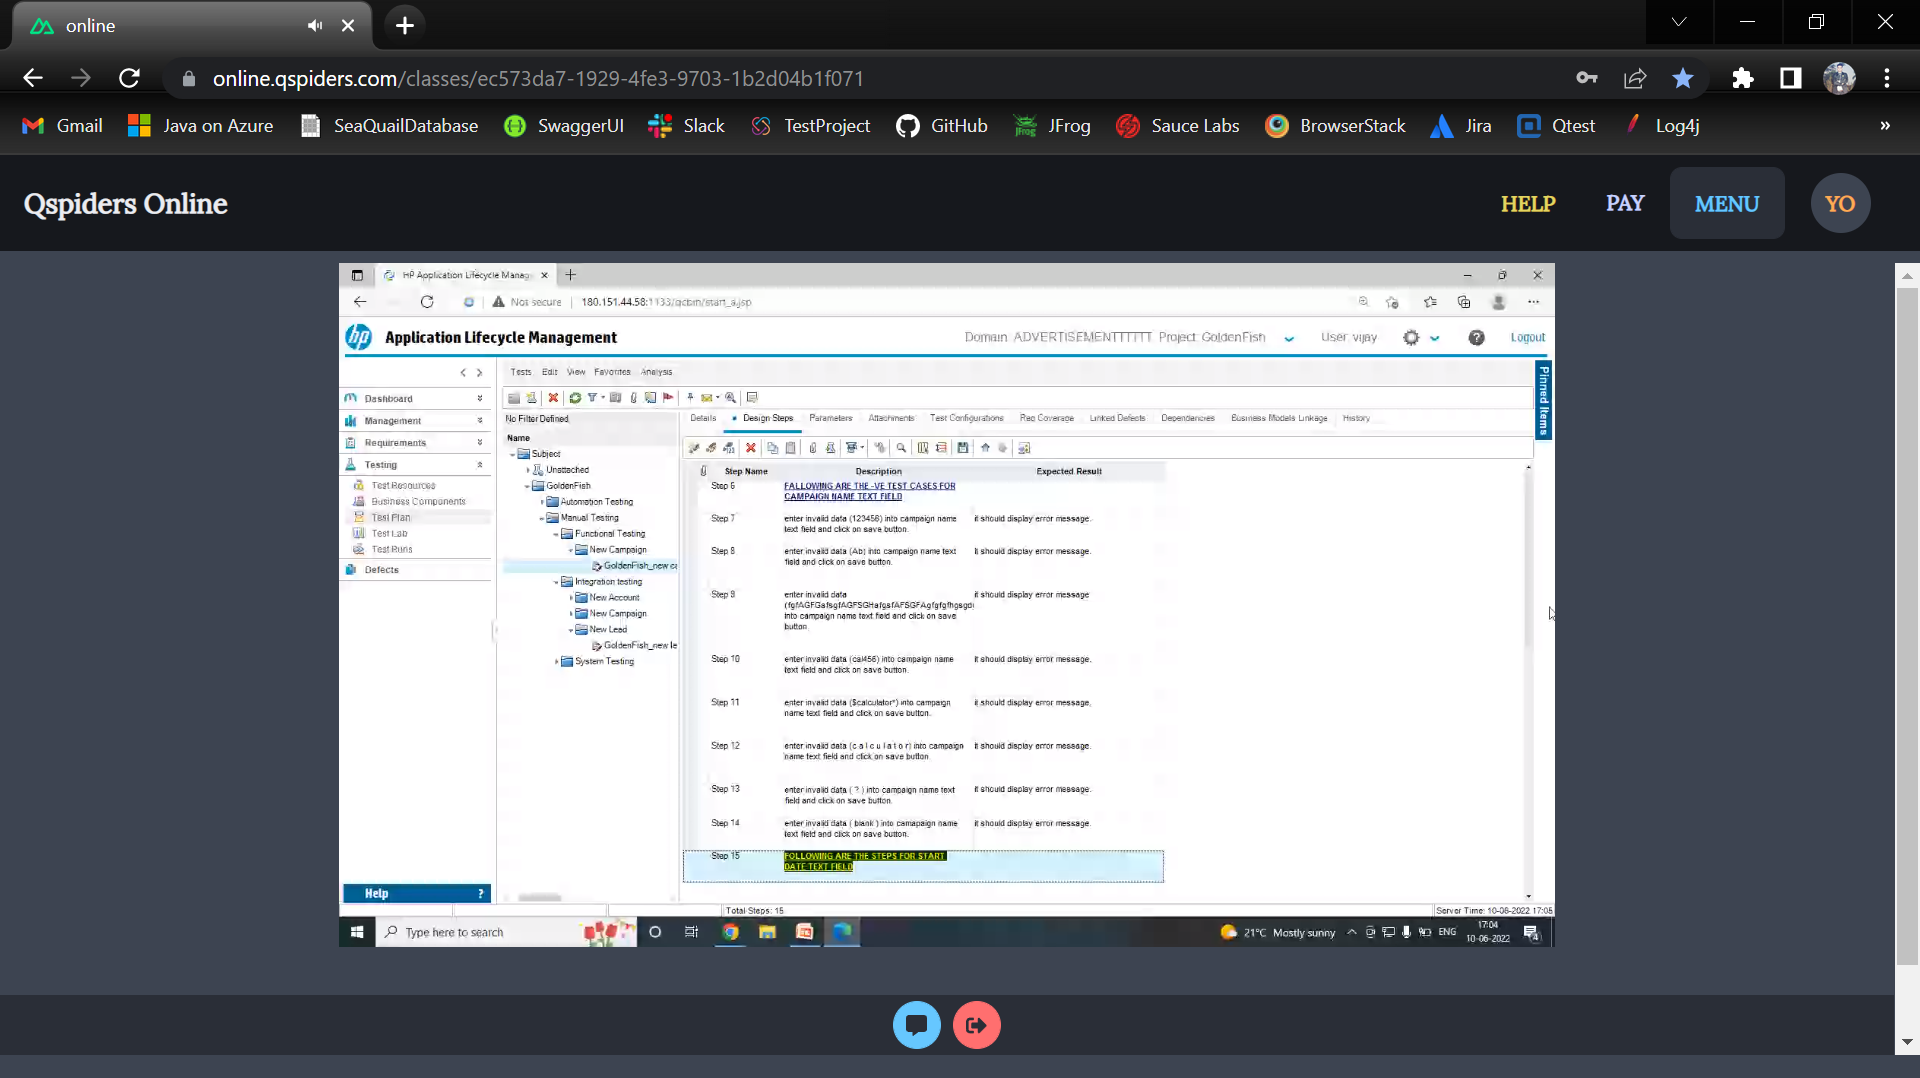 online
online.qspiders.com/classes/ec573da7-1929-4fe3-9703-1b2d04b1f071
Gmail Java on Azure SeaQuailDatabase SwaggerUI Slack TestProject GitHub JFrog Sauce Labs BrowserStack Jira Qtest Log4j »
Qspiders Online HELP PAY MENU YO
HP Application Lifecycle Manag
Not secure 180.151.44.58:1133/qcbin/start_a.jsp
hp Application Lifecycle Management Domain: ADVERTISEMENTTTTTT Project: GoldenFish User: vijay Logout
Pinned Items
Tests Edit View Favorites Analysis
Dashboard
Management
Requirements
Testing
Test Resources
Business Components
Test Plan
Test Lab
Test Runs
Defects
Help ?
No Filter Defined
Name
Subject
Unattached
GoldenFish
Automation Testing
Manual Testing
Functional Testing
New Campaign
GoldenFish_new ca
Integration testing
New Account
New Campaign
New Lead
GoldenFish_new le
System Testing
Details Design Steps Parameters Attachments Test Configurations Req Coverage Linked Defects Dependencies Business Models Linkage History
Step Name Description Expected Result
Step 6 FALLOWING ARE THE -VE TEST CASES FOR
CAMPAIGN NAME TEXT FIELD
Step 7 enter invalid data (123456) into campaign name it should display error message.
text field and click on save button.
Step 8 enter invalid data (Ab) into campaign name text it should display error message.
field and click on save button.
Step 9 enter invalid data it should display error message
into campaign name text field and click on save
button.
Step 10 enter invalid data (cal456) into campaign name it should display error message.
text field and click on save button.
Step 11 enter invalid data ($calculator*) into campaign it should display error message.
name text field and click on save button.
Step 12 enter invalid data (c a l c u l a t o r) into campaign it should display error message.
name text field and click on save button.
Step 13 enter invalid data ( ? ) into campaign name text it should display error message.
field and click on save button.
Step 14 enter invalid data ( blank ) into camapaign name it should display error message.
text field and click on save button.
Step 15 FOLLOWING ARE THE STEPS FOR START
DATE TEXT FIELD
Total Steps: 15 Server Time: 10-06-2022 17:05
Type here to search 21°C Mostly sunny ENG 17:04
10-06-2022 4